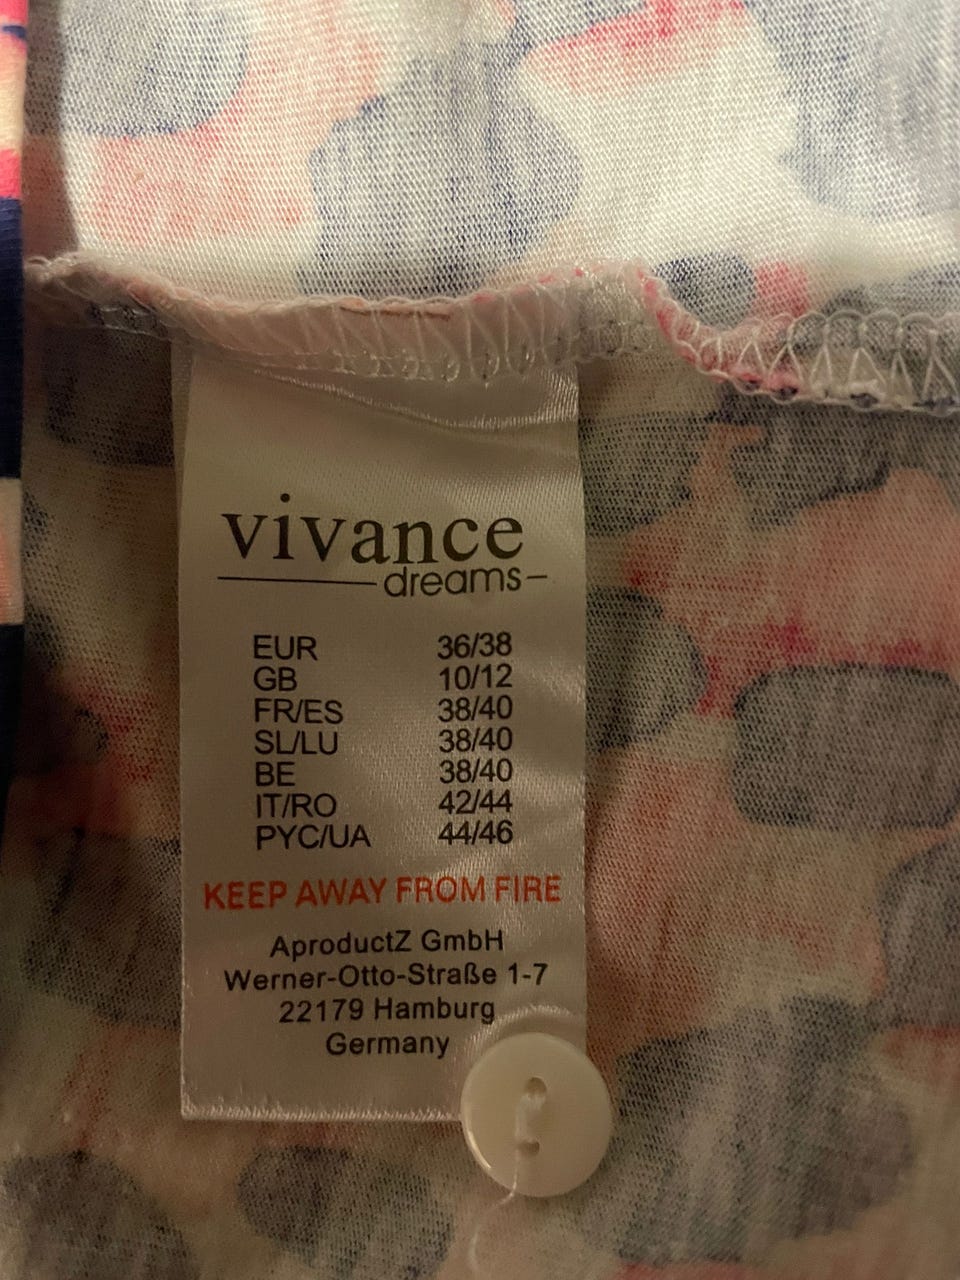 vivance
dreams
EUR 36/38
GB 10/12
FR/ES 38/40
SL/LU 38/40
BE 38/40
IT/RO 42/44
PYC/UA 44/46
KEEP AWAY FROM FIRE
AproductZ GmbH
Werner-Otto-Straße 1-7
22179 Hamburg
Germany